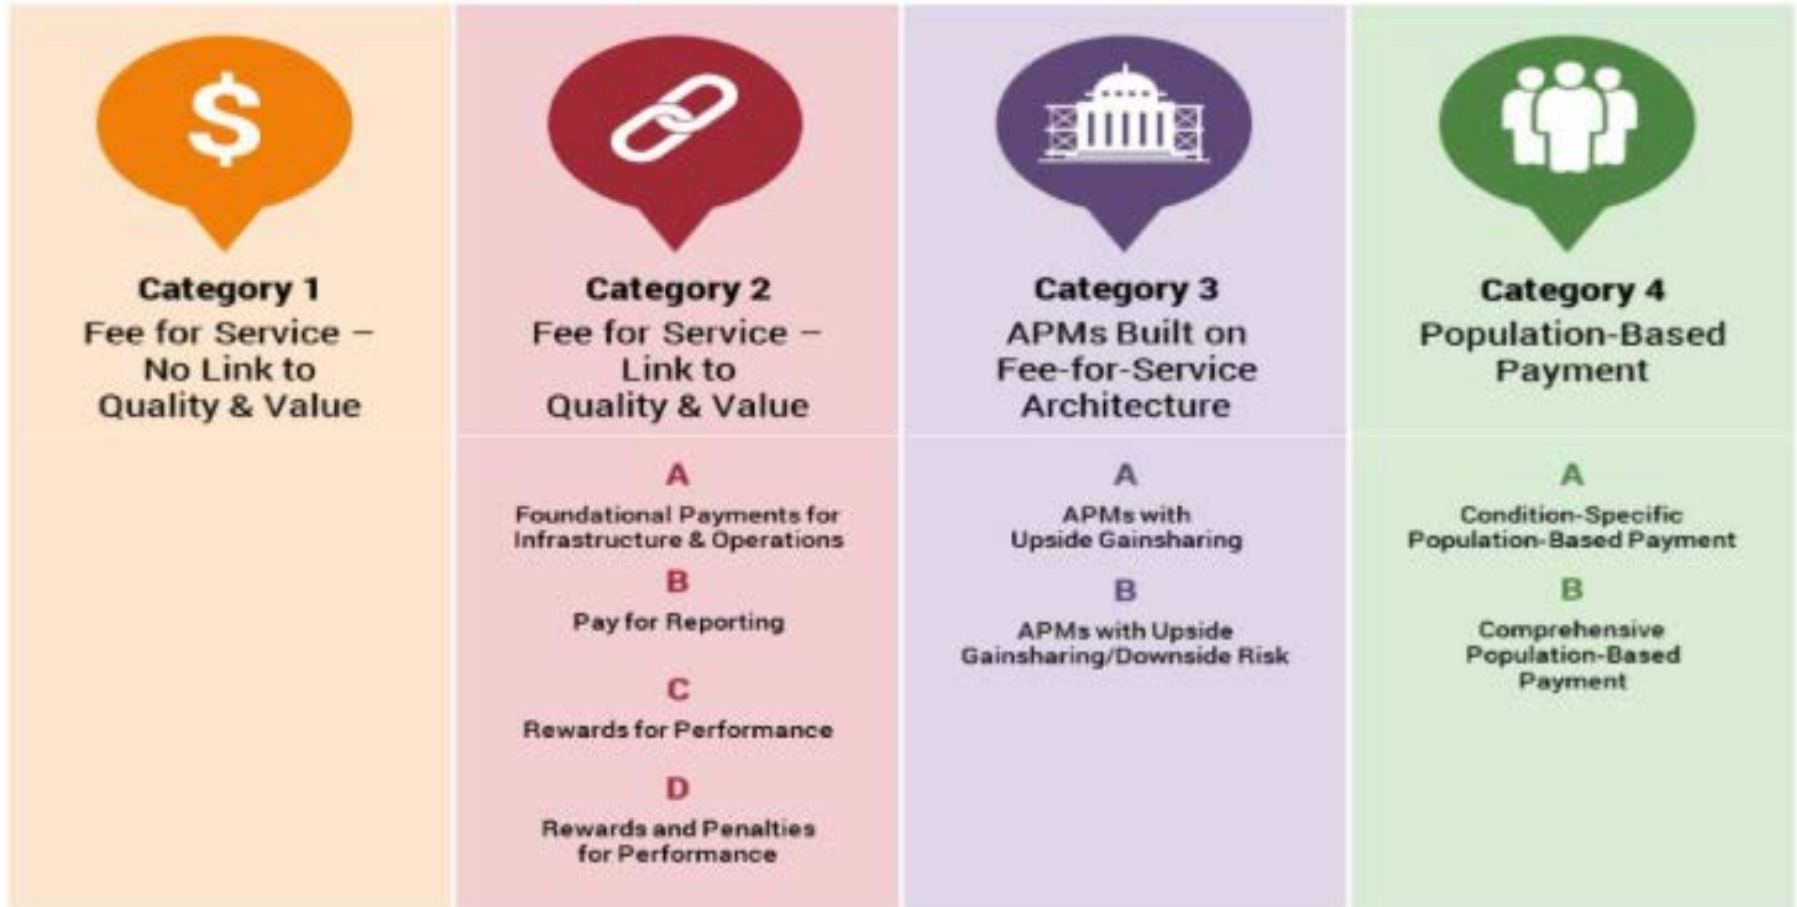 $
Category 1
Fee for Service –
No Link to
Quality & Value
Category 2
Fee for Service –
Link to
Quality & Value
A
Foundational Payments for
Infrastructure & Operations
B
Pay for Reporting
C
Rewards for Performance
D
Rewards and Penalties
for Performance
Category 3
APMs Built on
Fee-for-Service
Architecture
A
APMs with
Upside Gainsharing
B
APMs with Upside
Gainsharing/Downside Risk
Category 4
Population-Based
Payment
A
Condition-Specific
Population-Based Payment
B
Comprehensive
Population-Based
Payment